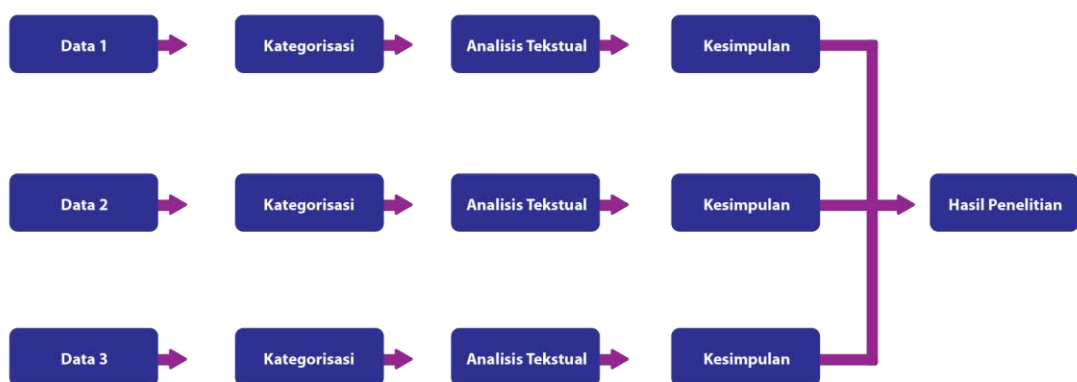 Data 1
Kategorisasi
Analisis Tekstual
Kesimpulan
Data 2
Kategorisasi
Analisis Tekstual
Kesimpulan
Hasil Penelitian
Data 3
Kategorisasi
Analisis Tekstual
Kesimpulan